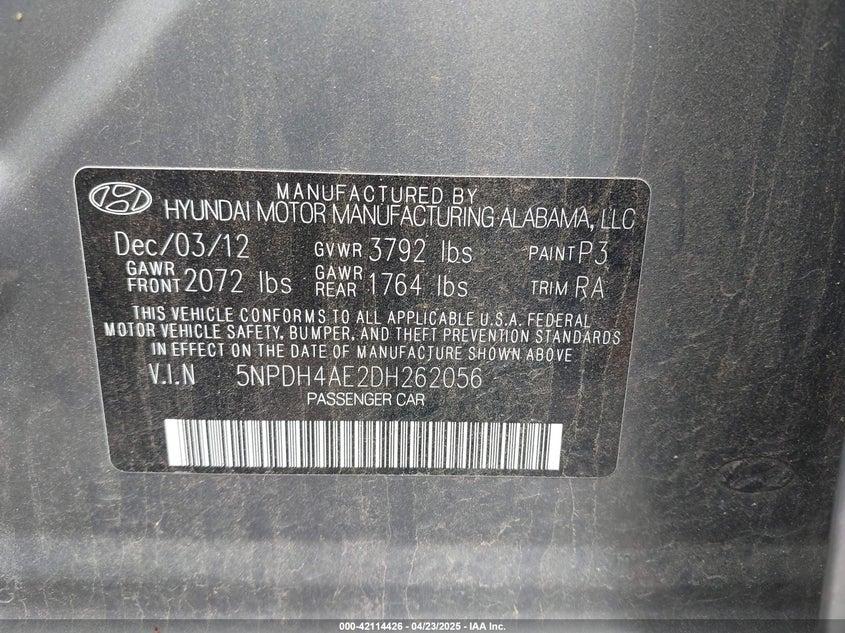 MANUFACTURED BY
HYUNDAI MOTOR MANUFACTURING ALABAMA, LLC
Dec/03/12 GVWR 3792 lbs PAINT P3
GAWR FRONT 2072 lbs GAWR REAR 1764 lbs TRIM RA
THIS VEHICLE CONFORMS TO ALL APPLICABLE U.S.A. FEDERAL
MOTOR VEHICLE SAFETY, BUMPER, AND THEFT PREVENTION STANDARDS
IN EFFECT ON THE DATE OF MANUFACTURE SHOWN ABOVE
V.I.N 5NPDH4AE2DH262056
PASSENGER CAR
000-42114426 - 04/23/2025 - IAA Inc.